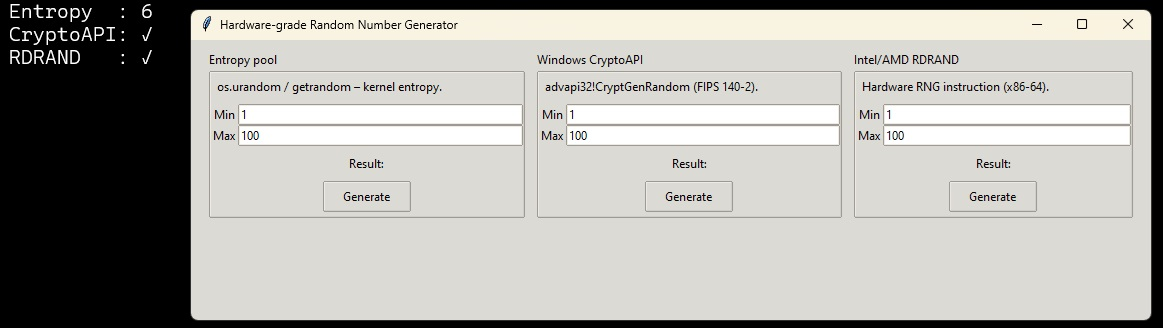 Entropy  : 6
CryptoAPI: √
RDRAND   : √
Hardware-grade Random Number Generator
Entropy pool
os.urandom / getrandom – kernel entropy.
Min 1
Max 100
Result:
Generate
Windows CryptoAPI
advapi32!CryptGenRandom (FIPS 140-2).
Min 1
Max 100
Result:
Generate
Intel/AMD RDRAND
Hardware RNG instruction (x86-64).
Min 1
Max 100
Result:
Generate